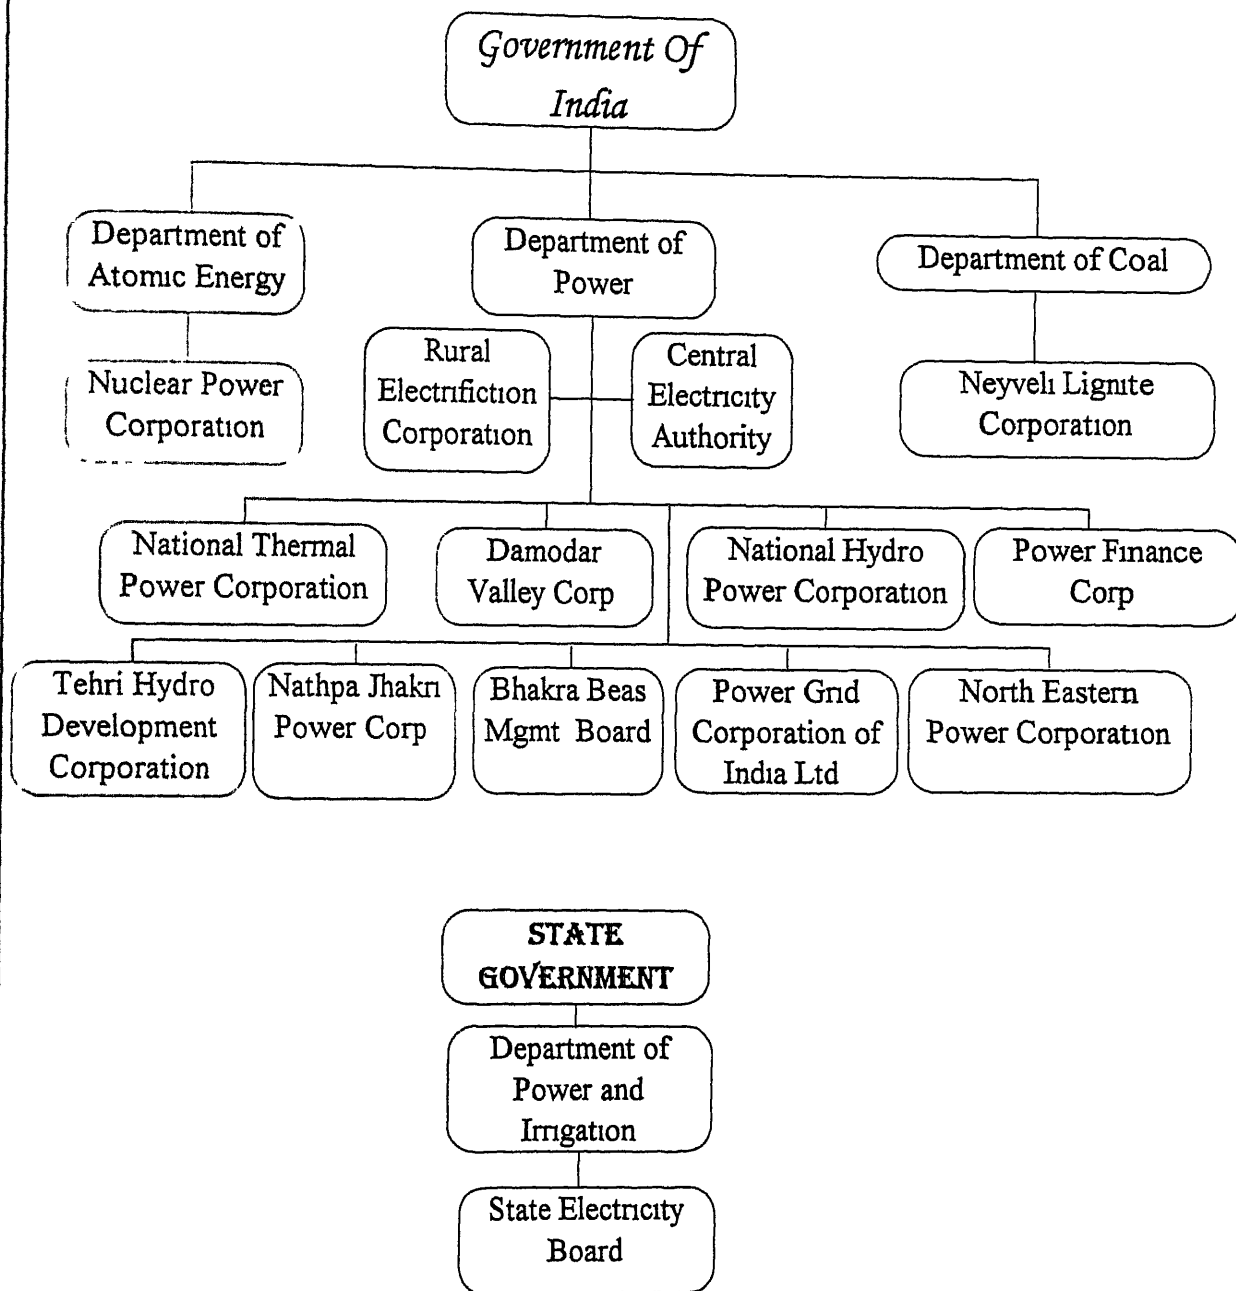 Government Of
India
Department of
Atomic Energy
Department of
Power
Department of Coal
Nuclear Power
Corporation
Rural
Electrifiction
Corporation
Central
Electricity
Authority
Neyveli Lignite
Corporation
National Thermal
Power Corporation
Damodar
Valley Corp
National Hydro
Power Corporation
Power Finance
Corp
Tehri Hydro
Development
Corporation
Nathpa Jhakri
Power Corp
Bhakra Beas
Mgmt Board
Power Grid
Corporation of
India Ltd
North Eastern
Power Corporation
STATE
GOVERNMENT
Department of
Power and
Irrigation
State Electricity
Board